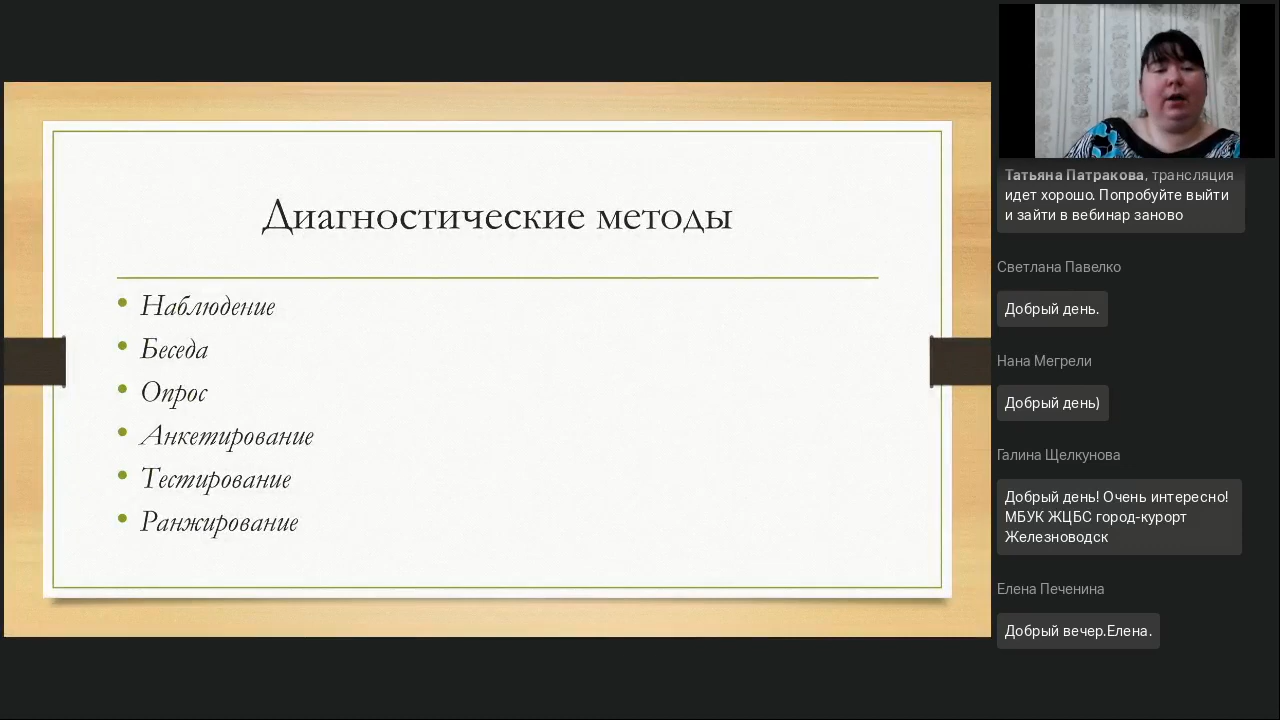 Диагностические методы
Наблюдение
Беседа
Опрос
Анкетирование
Тестирование
Ранжирование
Татьяна Патракова, трансляция
идет хорошо. Попробуйте выйти
и зайти в вебинар заново
Светлана Павелко
Добрый день.
Нана Мегрели
Добрый день)
Галина Щелкунова
Добрый день! Очень интересно!
МБУК ЖЦБС город-курорт
Железноводск
Елена Печенина
Добрый вечер.Елена.